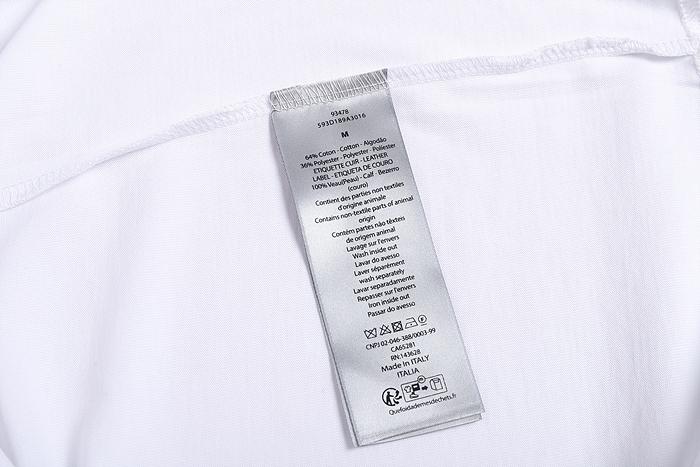 93478
S93D189A3016
M
64% Coton - Cotton - Algodão
36% Polyester - Polyester - Poliester
ETIQUETTE CUIR - LEATHER
LABEL - ETIQUETA DE COURO
100% Veau(Peau) - Calf - Bezerro
(couro)
Contient des parties non textiles
d'origine animale
Contains non-textile parts of animal
origin
Contém partes não têxteis
de origem animal
Lavage sur l'envers
Wash inside out
Lavar do avesso
Laver séparément
wash separately
Lavar separadamente
Repasser sur l'envers
Iron inside out
Passar do avesso
CNPJ 02-046-388/0003-99
CA65281
RN:143628
Made In ITALY
ITALIA
Quefoidademesdechets.fr